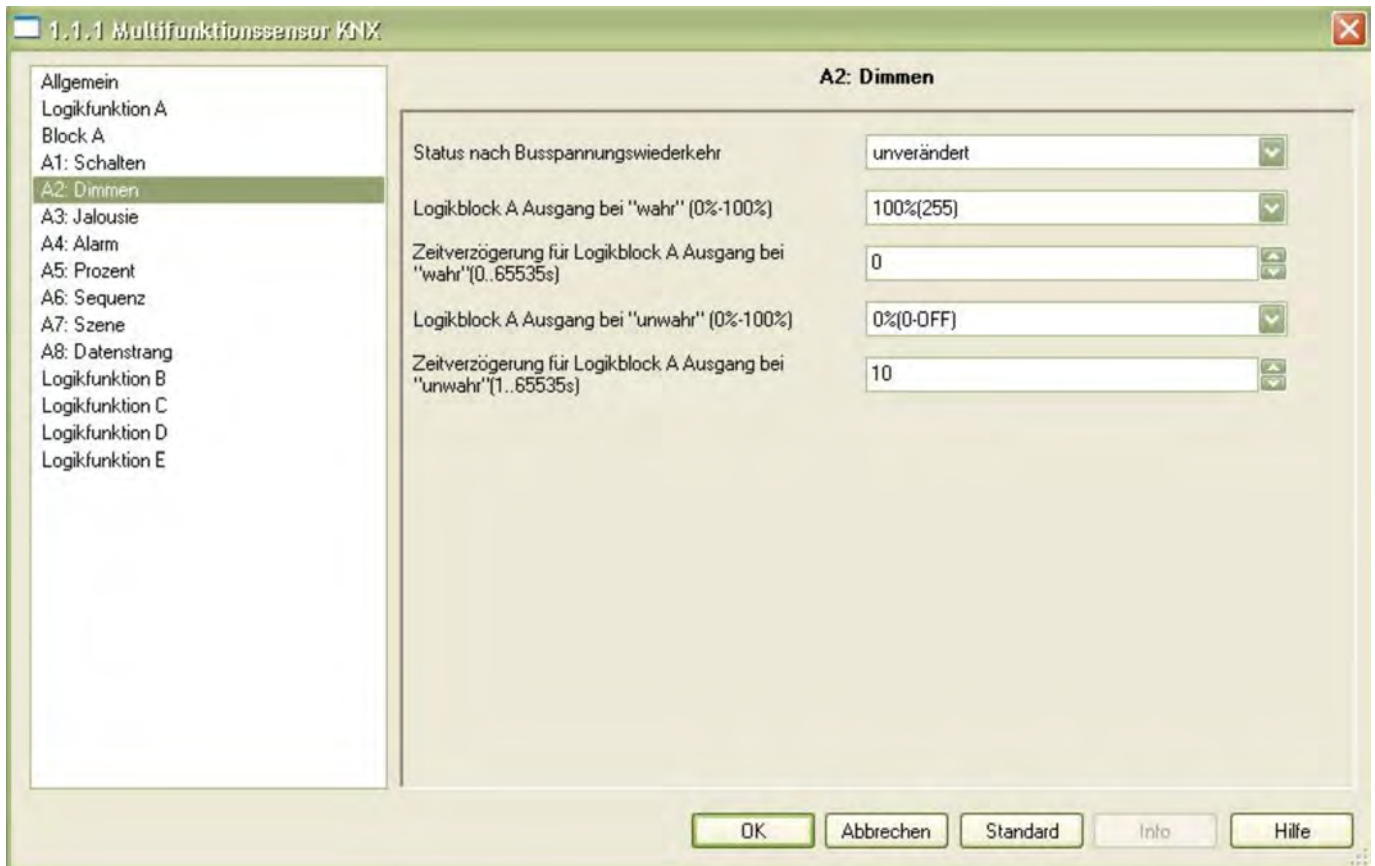 1.1.1 Multifunktionssensor KNX
Allgemein
Logikfunktion A
Block A
A1: Schalten
A2: Dimmen
A3: Jalousie
A4: Alarm
A5: Prozent
A6: Sequenz
A7: Szene
A8: Datenstrang
Logikfunktion B
Logikfunktion C
Logikfunktion D
Logikfunktion E
A2: Dimmen
Status nach Busspannungswiederkehr
unverändert
Logikblock A Ausgang bei "wahr" (0%-100%)
100%(255)
Zeitverzögerung für Logikblock A Ausgang bei
"wahr"(0..65535s)
0
Logikblock A Ausgang bei "unwahr" (0%-100%)
0%(0-OFF)
Zeitverzögerung für Logikblock A Ausgang bei
"unwahr"(1..65535s)
10
OK
Abbrechen
Standard
Info
Hilfe